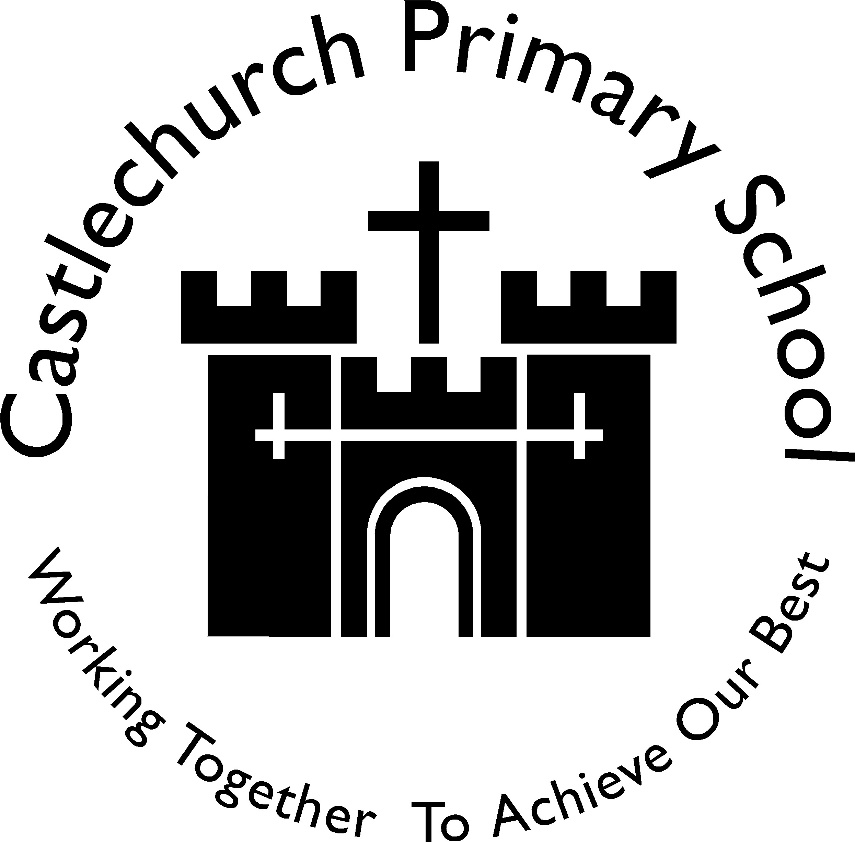 Castlechurch Primary School
Working Together To Achieve Our Best